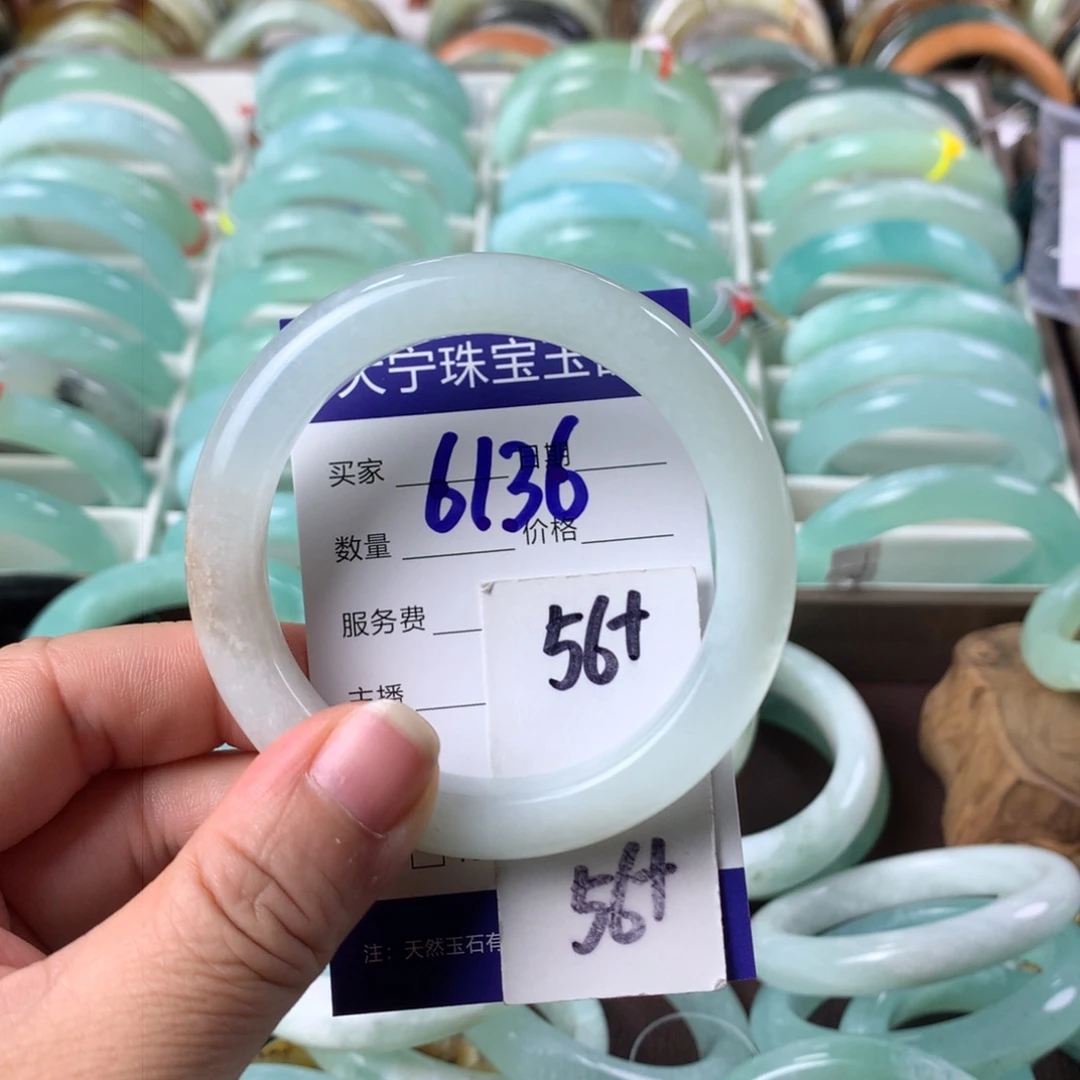 天宁珠宝玉
买家 日期
6136
数量 价格
服务费
56+
主播
56+
注：天然玉石有